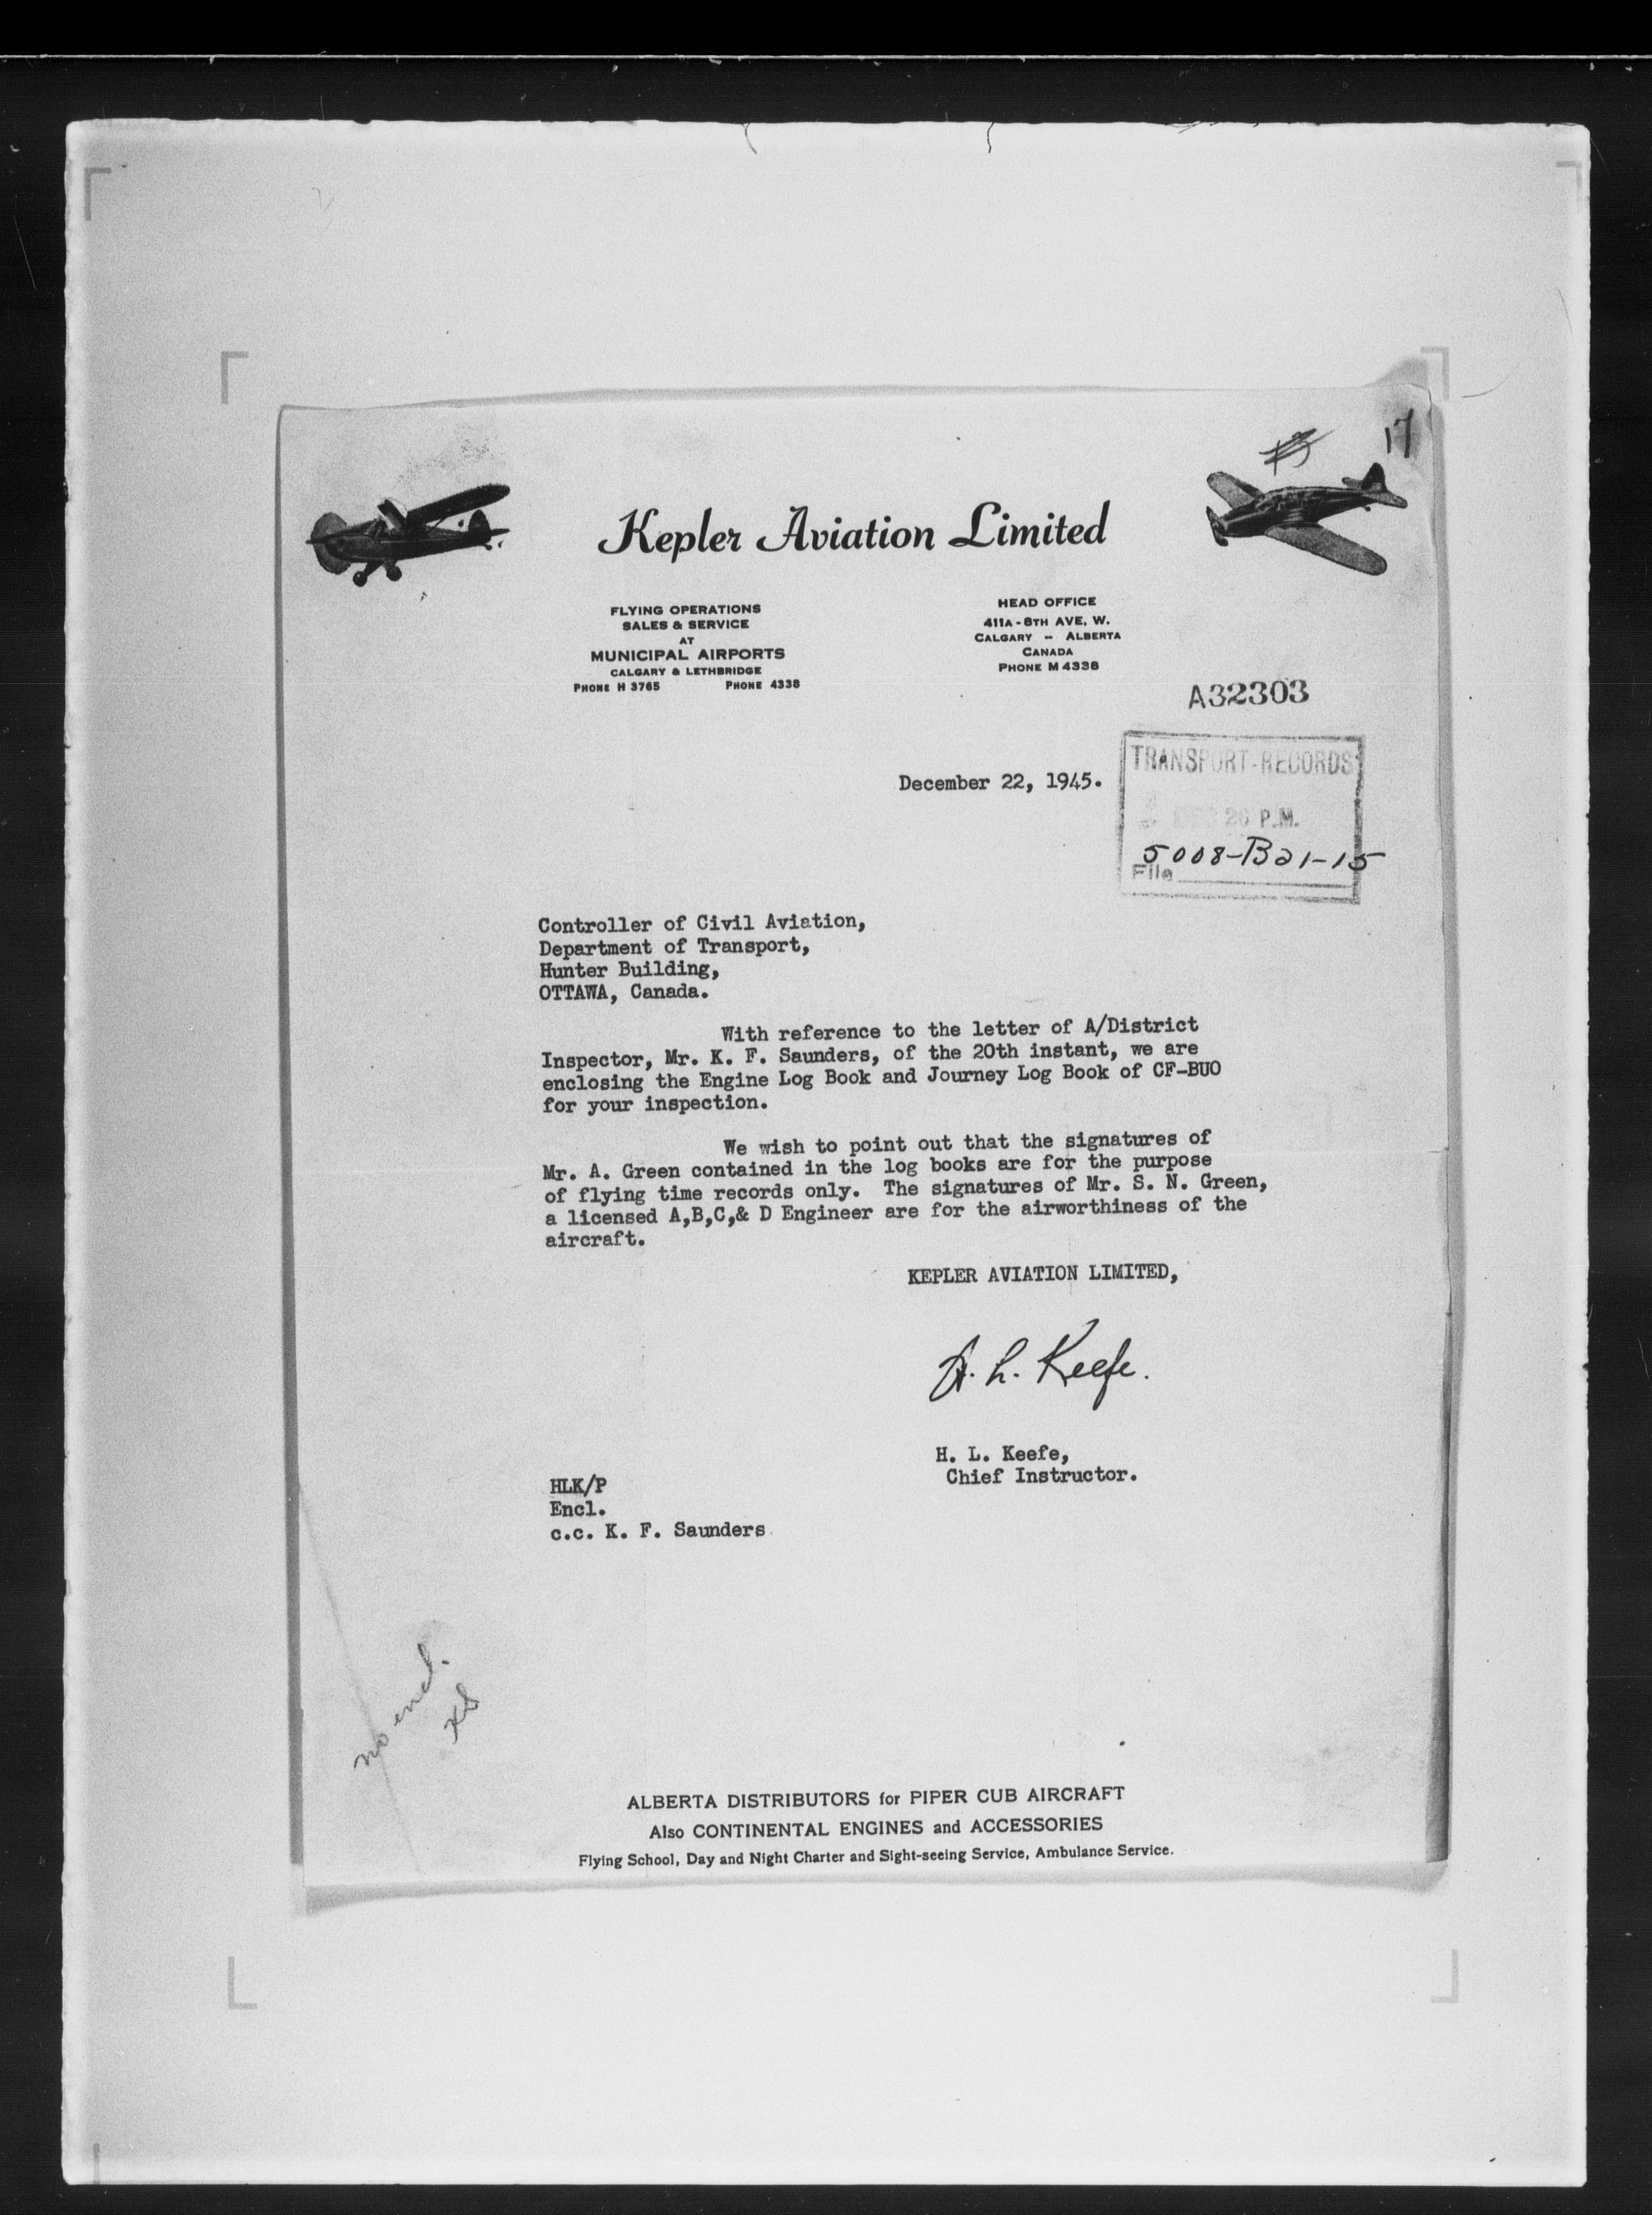 17
Kepler Aviation Limited
FLYING OPERATIONS
SALES & SERVICE
AT
MUNICIPAL AIRPORTS
CALGARY & LETHBRIDGE
PHONE H 3765 PHONE 4338
HEAD OFFICE
411A - 8TH AVE. W.
CALGARY - ALBERTA
CANADA
PHONE M 4338
A32303
TRANSPORT-RECORDS
26 P.M.
5008-B21-15
File
December 22, 1945.
Controller of Civil Aviation,
Department of Transport,
Hunter Building,
OTTAWA, Canada.
With reference to the letter of A/District
Inspector, Mr. K. F. Saunders, of the 20th instant, we are
enclosing the Engine Log Book and Journey Log Book of CF-BUO
for your inspection.
We wish to point out that the signatures of
Mr. A. Green contained in the log books are for the purpose
of flying time records only. The signatures of Mr. S. N. Green,
a licensed A,B,C,& D Engineer are for the airworthiness of the
aircraft.
KEPLER AVIATION LIMITED,
H. L. Keefe.
H. L. Keefe,
Chief Instructor.
HLK/P
Encl.
c.c. K. F. Saunders
no encl.
ALBERTA DISTRIBUTORS for PIPER CUB AIRCRAFT
Also CONTINENTAL ENGINES and ACCESSORIES
Flying School, Day and Night Charter and Sight-seeing Service, Ambulance Service.